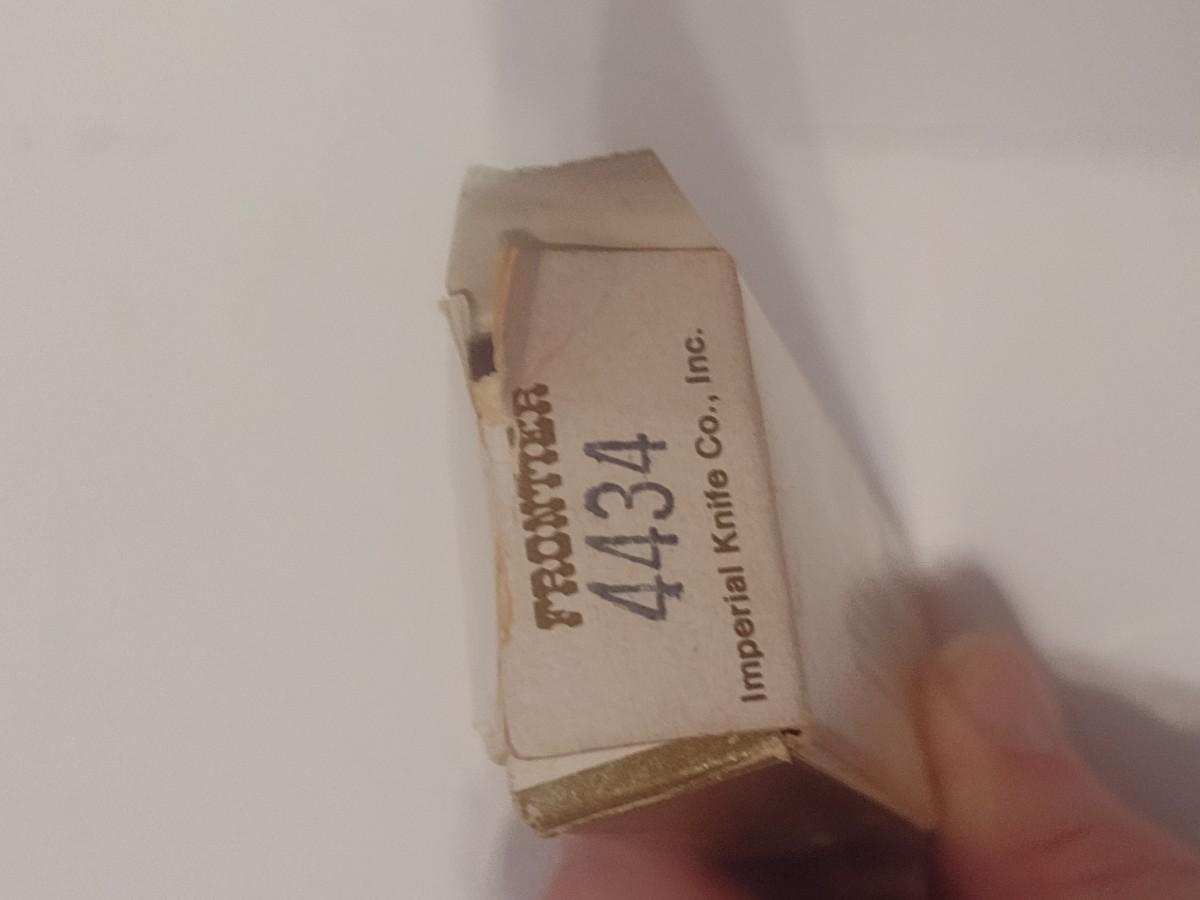 FRONTIER
4434
Imperial Knife Co., Inc.